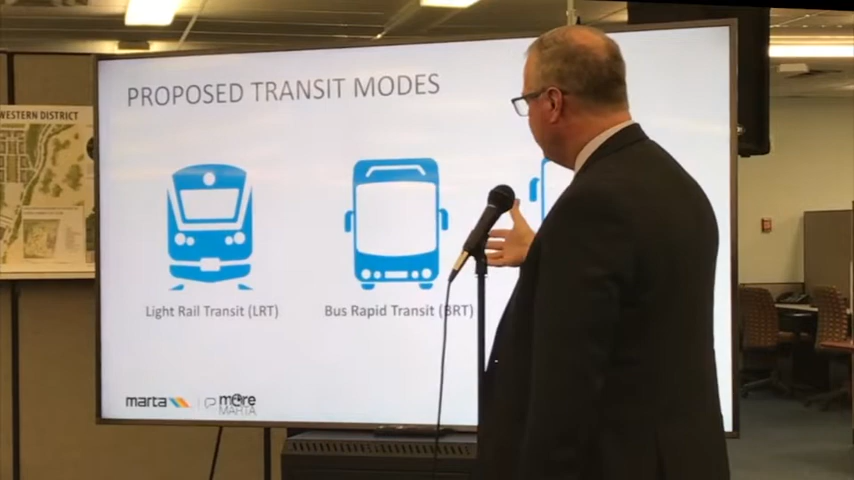 PROPOSED TRANSIT MODES
WESTERN DISTRICT
Light Rail Transit (LRT)
Bus Rapid Transit (BRT)
marta
more
MARTA